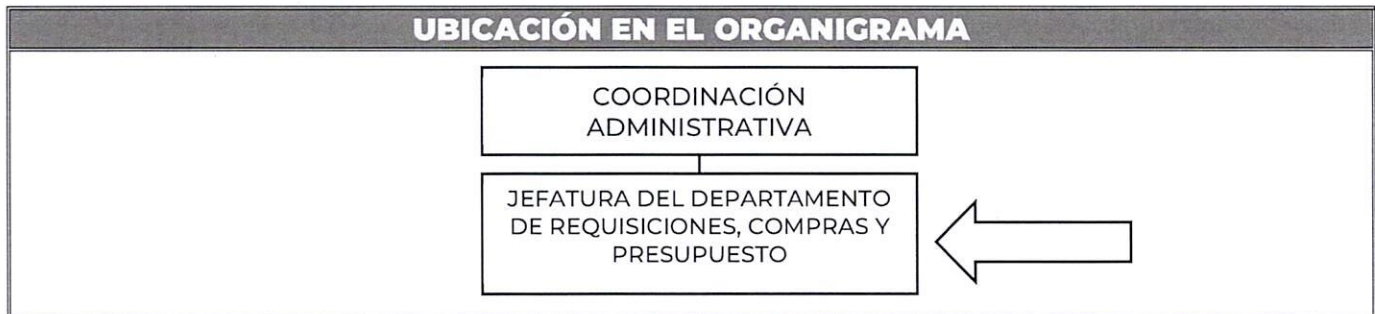 UBICACIÓN EN EL ORGANIGRAMA
COORDINACIÓN
ADMINISTRATIVA
JEFATURA DEL DEPARTAMENTO
DE REQUISICIONES, COMPRAS Y
PRESUPUESTO